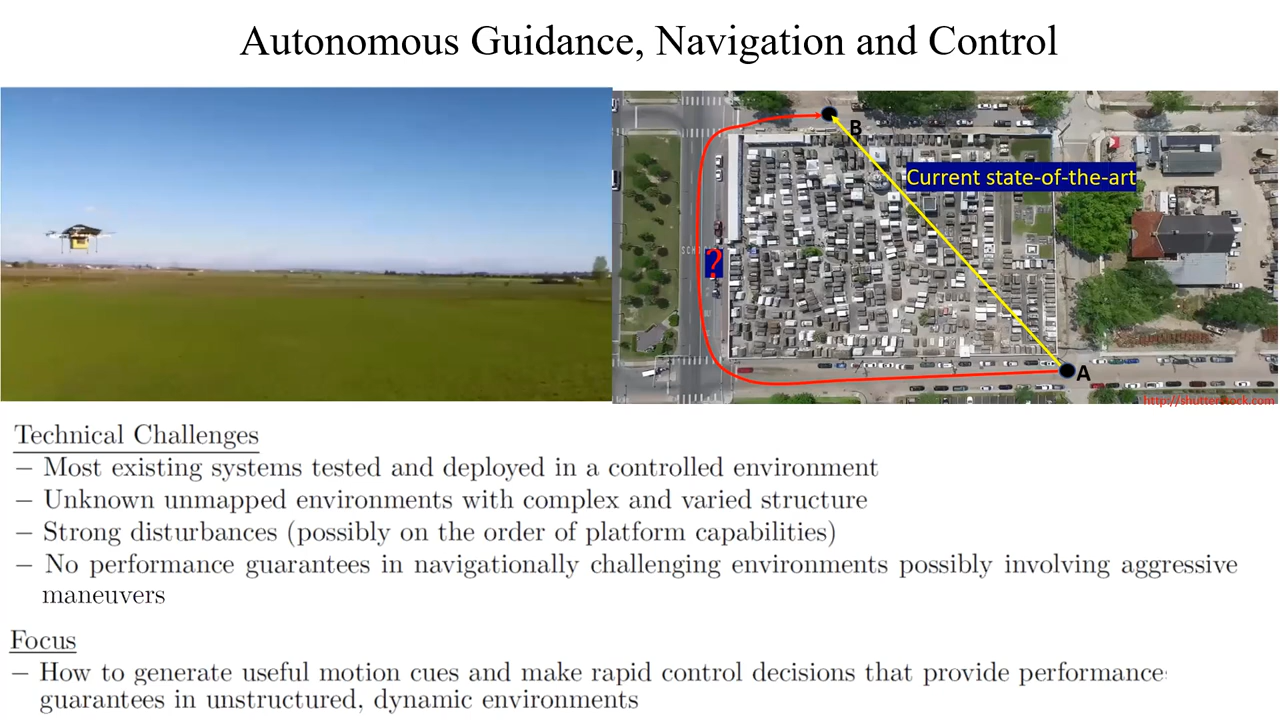 Autonomous Guidance, Navigation and Control
B
Current state-of-the-art
?
A
Technical Challenges
– Most existing systems tested and deployed in a controlled environment
– Unknown unmapped environments with complex and varied structure
– Strong disturbances (possibly on the order of platform capabilities)
– No performance guarantees in navigationally challenging environments possibly involving aggressive
maneuvers
Focus
– How to generate useful motion cues and make rapid control decisions that provide performance
guarantees in unstructured, dynamic environments